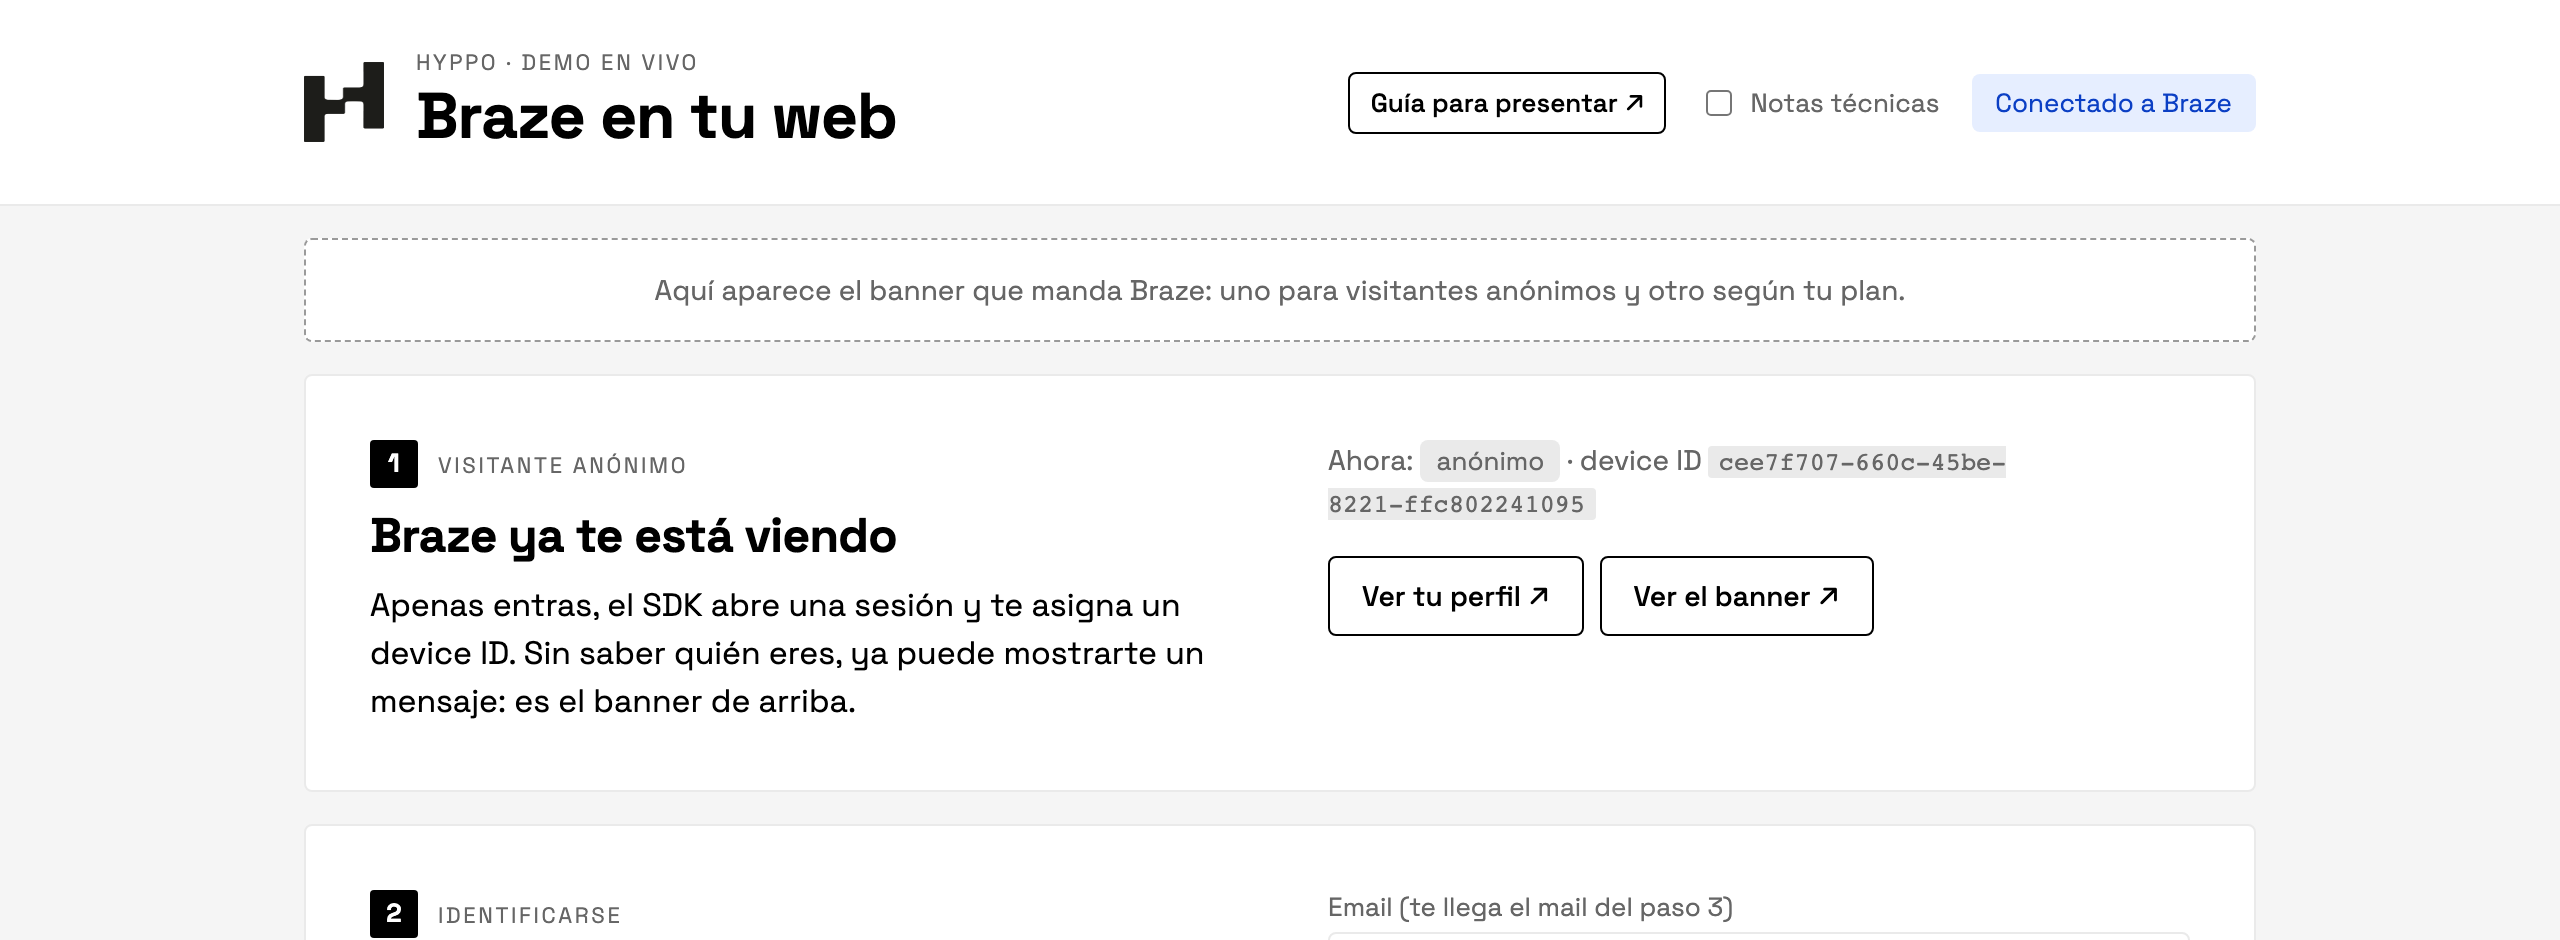 HYPPO · DEMO EN VIVO
Braze en tu web
Guía para presentar ↗
Notas técnicas
Conectado a Braze
Aquí aparece el banner que manda Braze: uno para visitantes anónimos y otro según tu plan.
1 VISITANTE ANÓNIMO
Braze ya te está viendo
Apenas entras, el SDK abre una sesión y te asigna un
device ID. Sin saber quién eres, ya puede mostrarte un
mensaje: es el banner de arriba.
Ahora: anónimo · device ID cee7f707-660c-45be-
8221-ffc802241095
Ver tu perfil ↗
Ver el banner ↗
2 IDENTIFICARSE
Email (te llega el mail del paso 3)